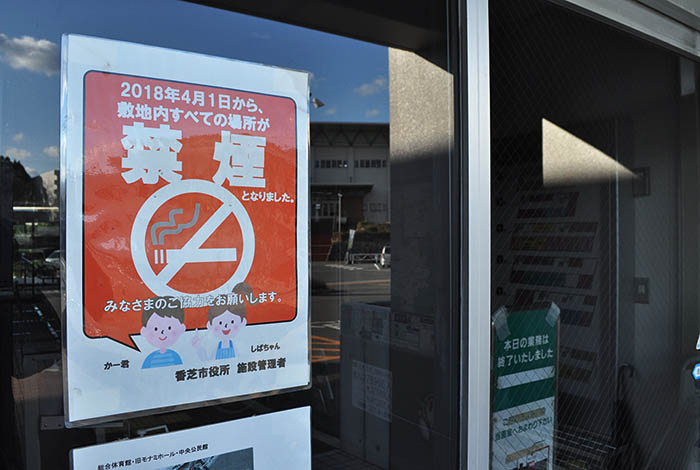 2018年4月1日から、
敷地内すべての場所が
禁煙
となりました。
みなさまのご協力をお願いします。
かー君
しばちゃん
香芝市役所 施設管理者
総合体育館・旧モナミホール・中央公民館
本日の業務は
終了いたしました